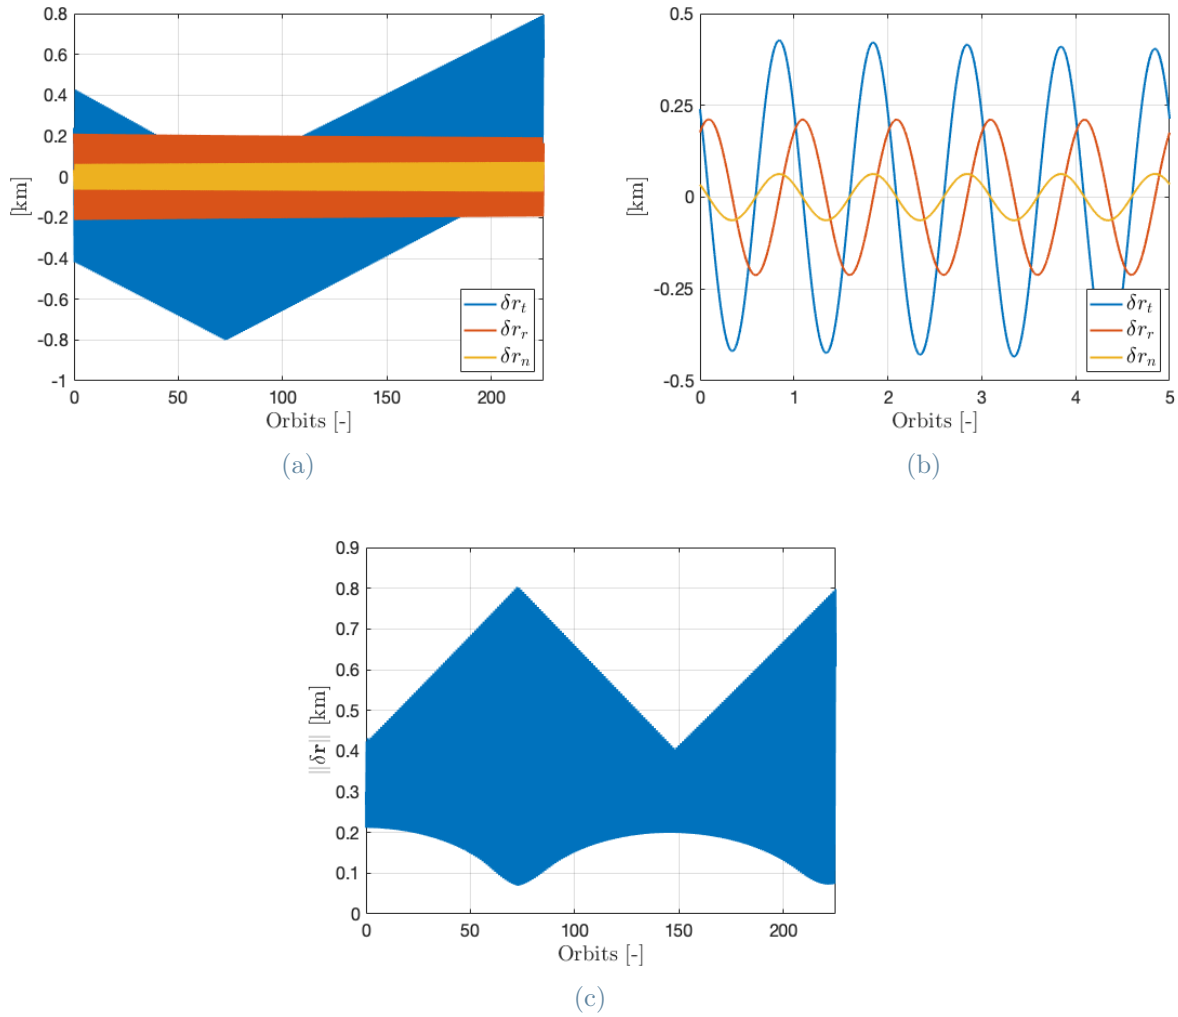 0.8
0.6
0.4
0.2
0
-0.2
-0.4
-0.6
-0.8
-1
[km]
δr_t
δr_r
δr_n
0 50 100 150 200
Orbits [-]
(a)
0.5
0.25
0
-0.25
-0.5
[km]
δr_t
δr_r
δr_n
0 1 2 3 4 5
Orbits [-]
(b)
0.9
0.8
0.7
0.6
0.5
0.4
0.3
0.2
0.1
0
||δr|| [km]
0 50 100 150 200
Orbits [-]
(c)